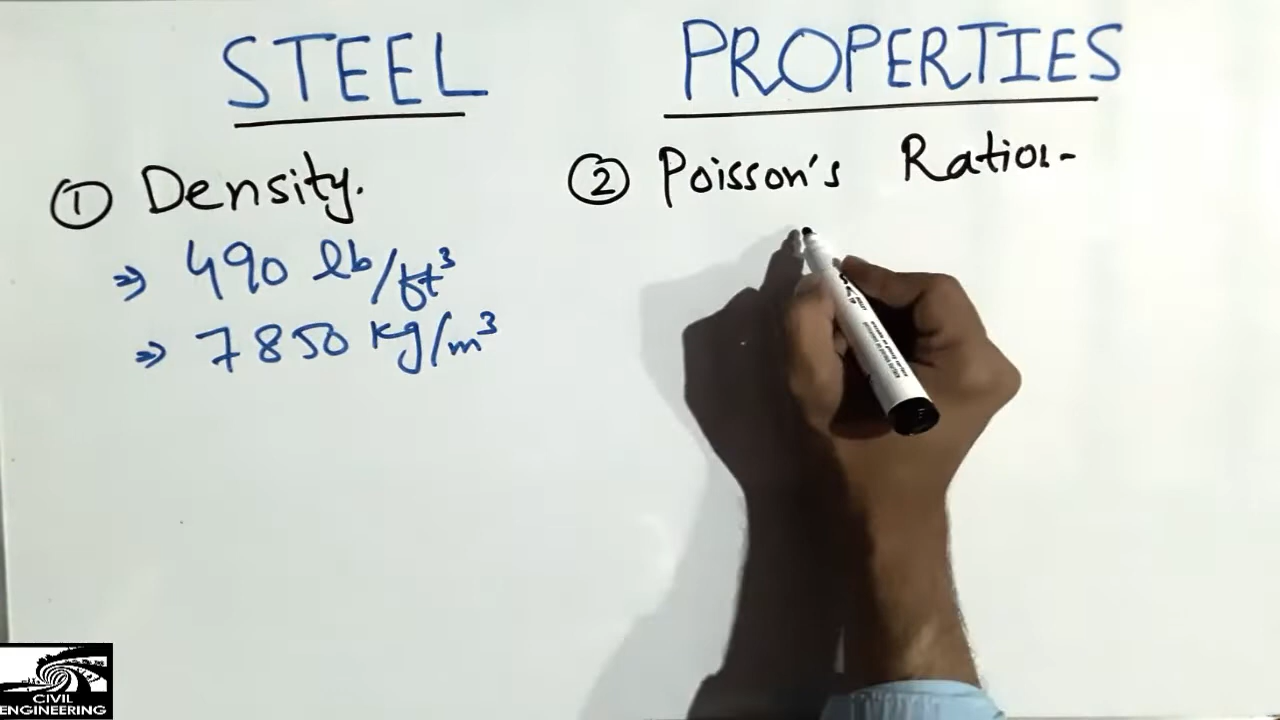 STEEL PROPERTIES
① Density.
⇒ 490 lb/ft³
⇒ 7850 kg/m³
② Poisson's Ratio-
CIVIL
ENGINEERING